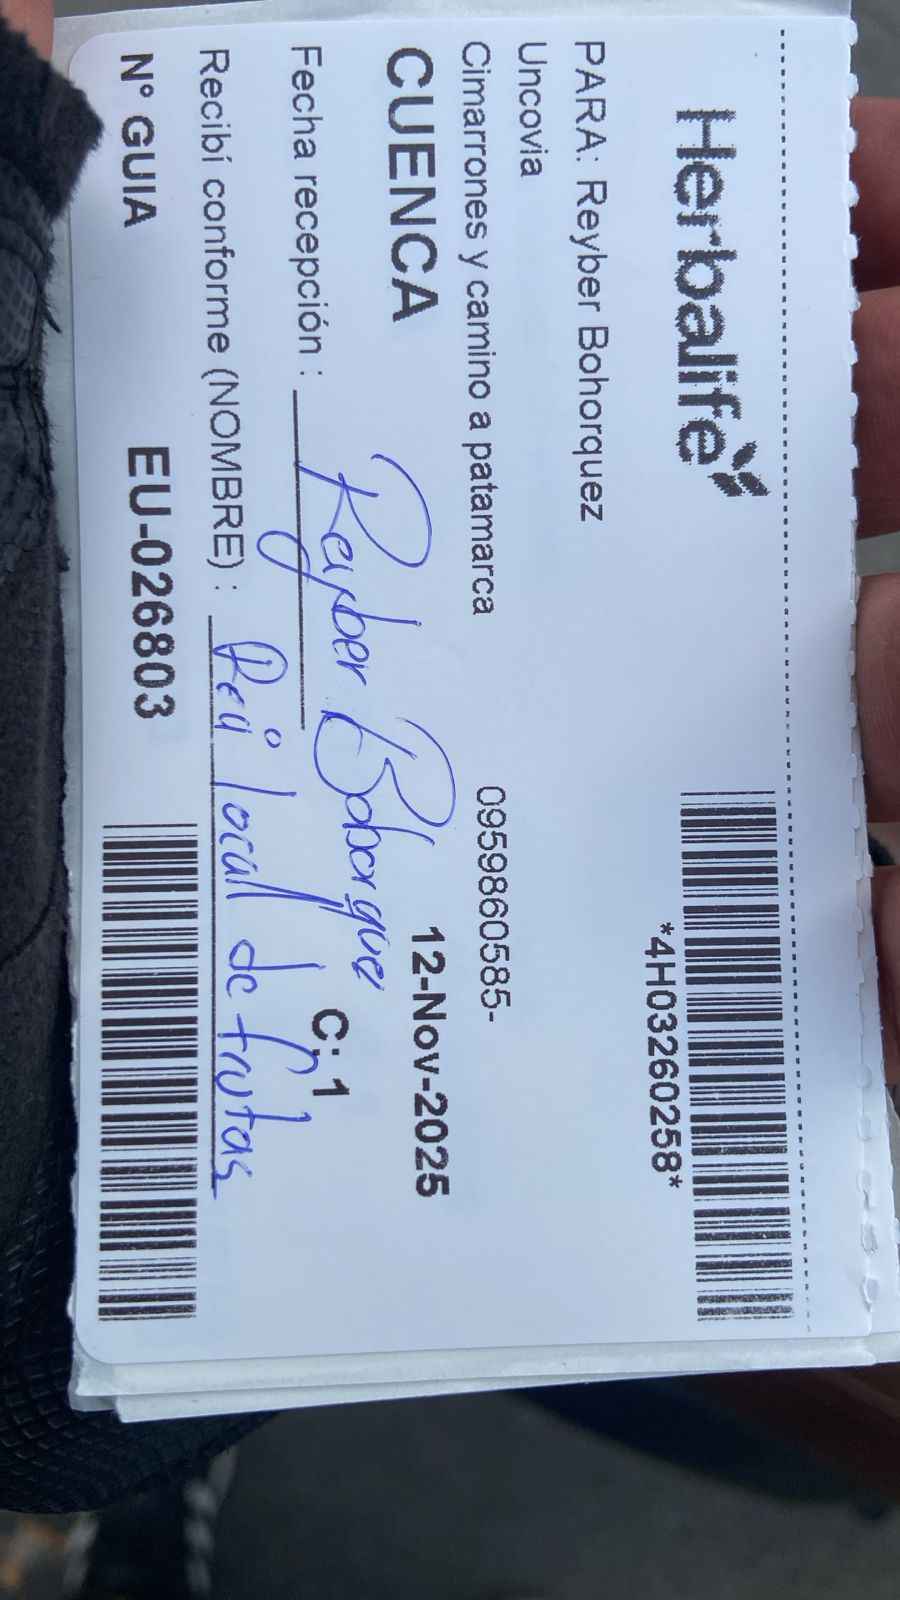 Herbalife
*4H03260258*
PARA: Reyber Bohorquez
Uncovia
Cimarrones y camino a patamarca 0959860585-
CUENCA 12-Nov-2025
Fecha recepción : Reyber Bohorquez
C: 1
Recibí conforme (NOMBRE) : local de frutas
N° GUIA EU-026803